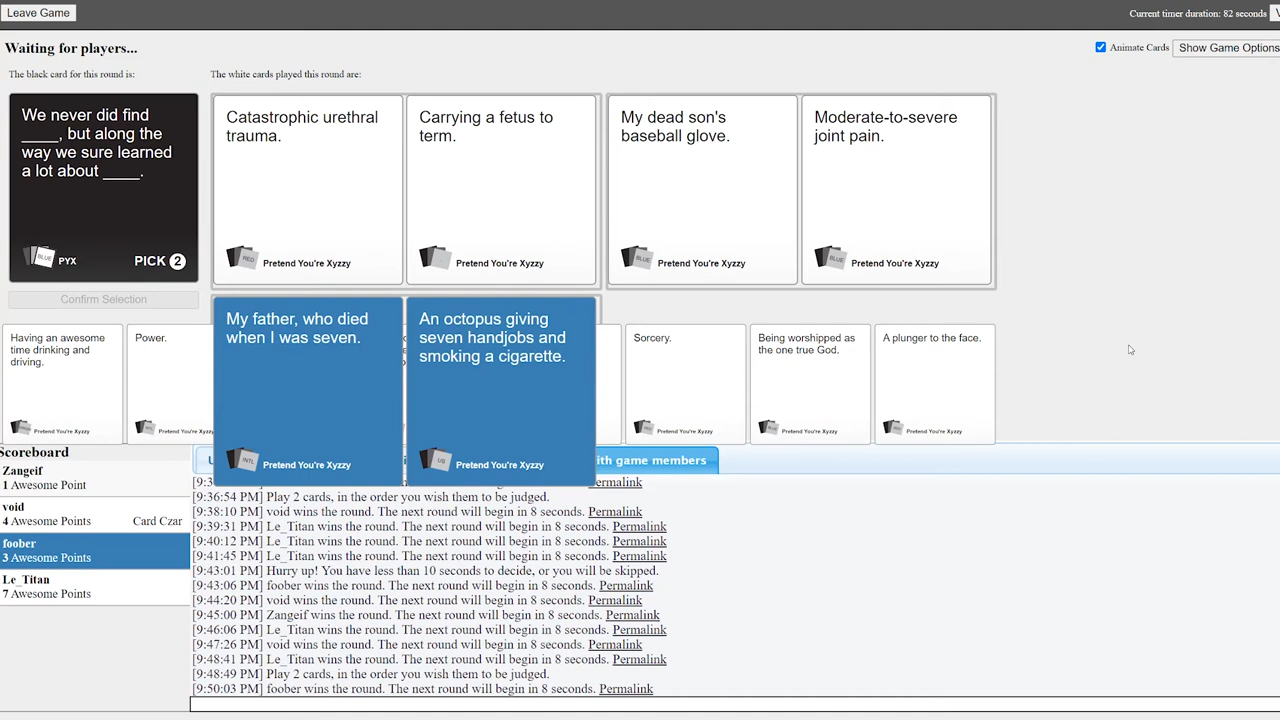 Leave Game
Current timer duration: 82 seconds
Waiting for players...
Animate Cards
Show Game Options
The black card for this round is:
The white cards played this round are:
We never did find
____, but along the
way we sure learned
a lot about ____.
BLUE
PYX
PICK 2
Catastrophic urethral
trauma.
RED
Pretend You're Xyzzy
Carrying a fetus to
term.
Pretend You're Xyzzy
My dead son's
baseball glove.
BLUE
Pretend You're Xyzzy
Moderate-to-severe
joint pain.
BLUE
Pretend You're Xyzzy
Confirm Selection
My father, who died
when I was seven.
INTL
Pretend You're Xyzzy
An octopus giving
seven handjobs and
smoking a cigarette.
US
Pretend You're Xyzzy
Having an awesome
time drinking and
driving.
Pretend You're Xyzzy
Power.
Pretend You're Xyzzy
Sorcery.
Pretend You're Xyzzy
Being worshipped as
the one true God.
Pretend You're Xyzzy
A plunger to the face.
Pretend You're Xyzzy
Scoreboard
Zangeif
1 Awesome Point
void
4 Awesome Points
Card Czar
foober
3 Awesome Points
Le_Titan
7 Awesome Points
with game members
Permalink
[9:36:54 PM] Play 2 cards, in the order you wish them to be judged.
[9:38:10 PM] void wins the round. The next round will begin in 8 seconds. Permalink
[9:39:31 PM] Le_Titan wins the round. The next round will begin in 8 seconds. Permalink
[9:40:12 PM] Le_Titan wins the round. The next round will begin in 8 seconds. Permalink
[9:41:45 PM] Le_Titan wins the round. The next round will begin in 8 seconds. Permalink
[9:43:01 PM] Hurry up! You have less than 10 seconds to decide, or you will be skipped.
[9:43:06 PM] foober wins the round. The next round will begin in 8 seconds. Permalink
[9:44:20 PM] void wins the round. The next round will begin in 8 seconds. Permalink
[9:45:00 PM] Zangeif wins the round. The next round will begin in 8 seconds. Permalink
[9:46:06 PM] Le_Titan wins the round. The next round will begin in 8 seconds. Permalink
[9:47:26 PM] void wins the round. The next round will begin in 8 seconds. Permalink
[9:48:41 PM] Le_Titan wins the round. The next round will begin in 8 seconds. Permalink
[9:48:49 PM] Play 2 cards, in the order you wish them to be judged.
[9:50:03 PM] foober wins the round. The next round will begin in 8 seconds. Permalink